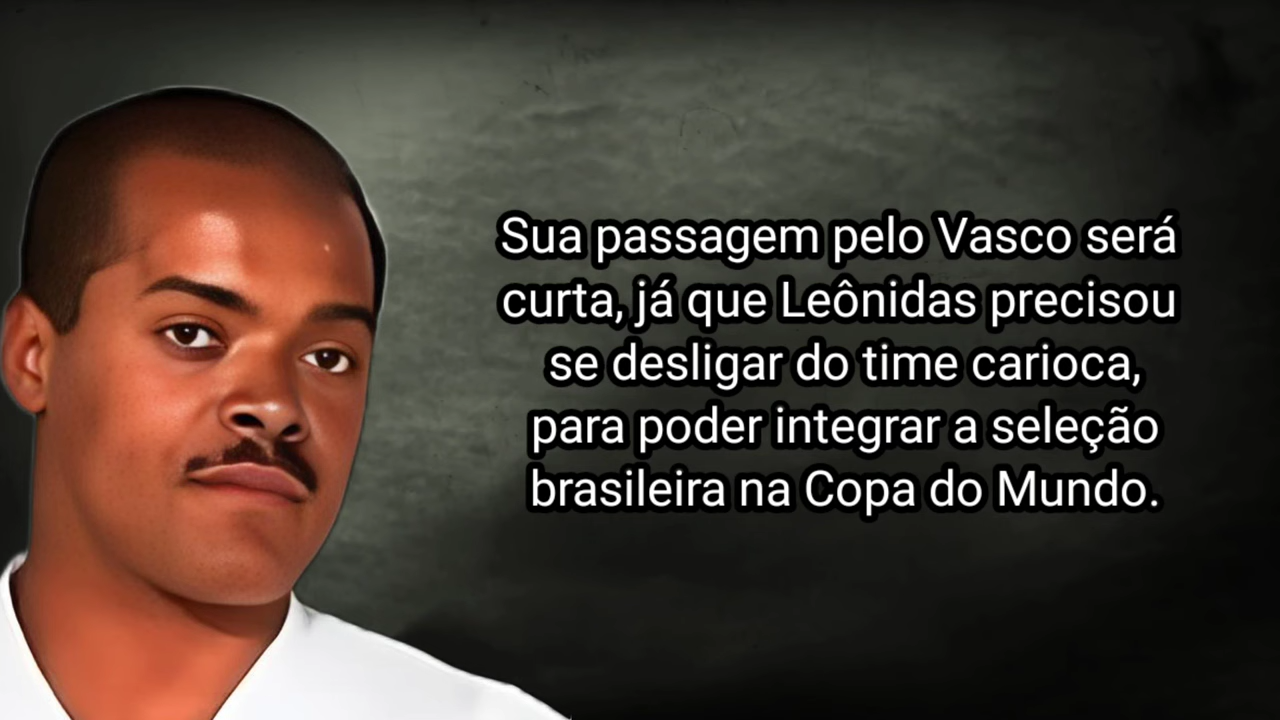 Sua passagem pelo Vasco será
curta, já que Leônidas precisou
se desligar do time carioca,
para poder integrar a seleção
brasileira na Copa do Mundo.